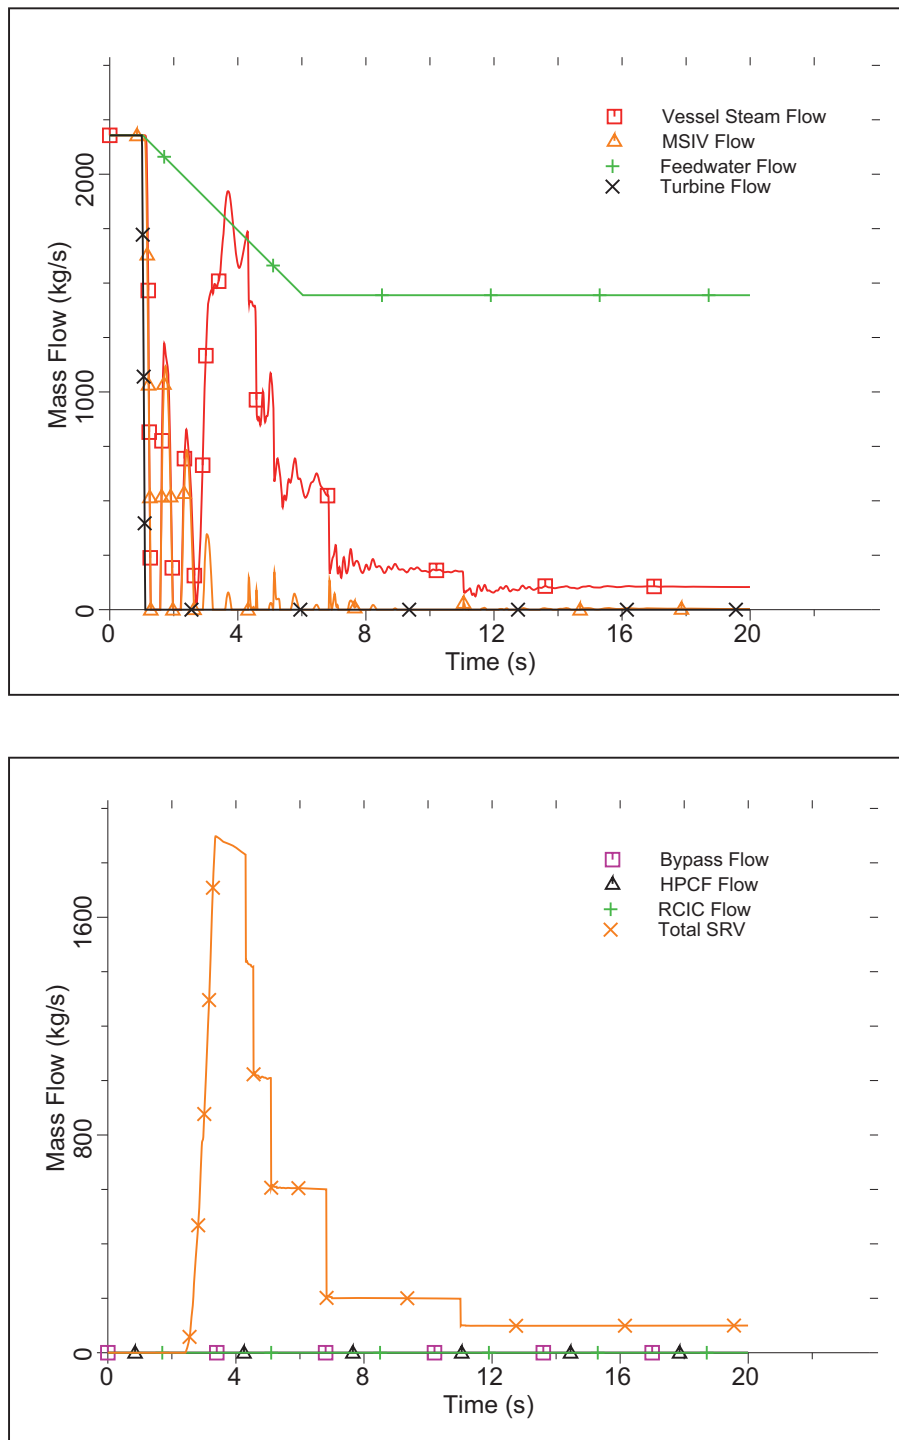 Vessel Steam Flow
MSIV Flow
Feedwater Flow
Turbine Flow
2000
1000
0
Mass Flow (kg/s)
0 4 8 12 16 20
Time (s)
Bypass Flow
HPCF Flow
RCIC Flow
Total SRV
1600
800
0
Mass Flow (kg/s)
0 4 8 12 16 20
Time (s)